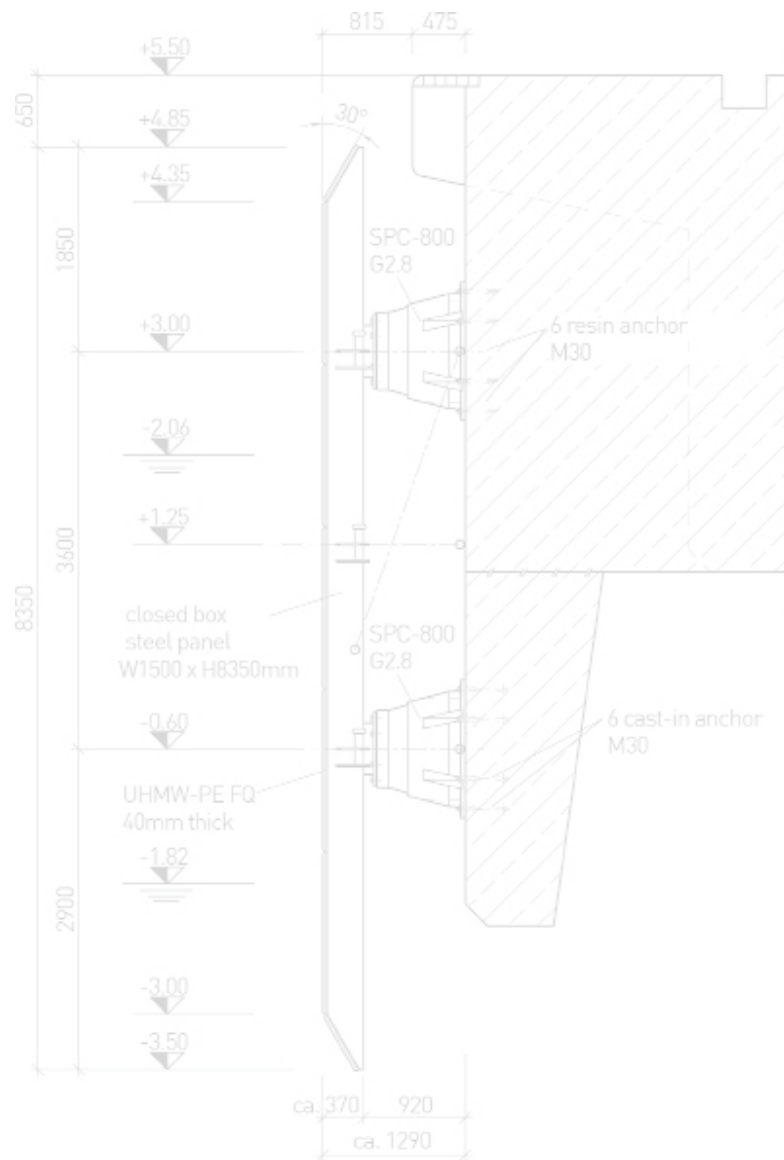 815
475
+5.50
650
+4.85
30°
+4.35
1850
SPC-800
G2.8
+3.00
6 resin anchor
M30
-2.06
+1.25
3600
8350
closed box
steel panel
W1500 x H8350mm
SPC-800
G2.8
-0.60
6 cast-in anchor
M30
UHMW-PE FQ
40mm thick
-1.82
2900
-3.00
-3.50
ca. 370
920
ca. 1290